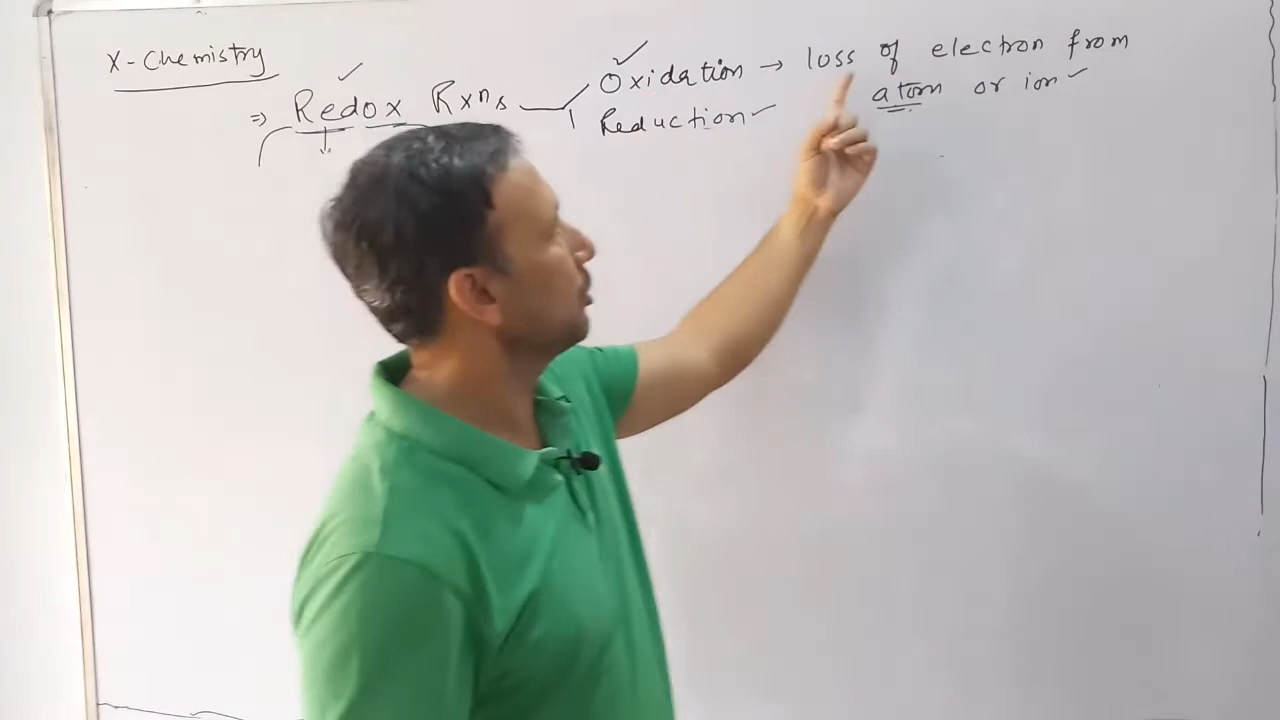 X-Chemistry
⇒ Redox Rxns
Oxidation → loss of electron from
atom or ion
Reduction